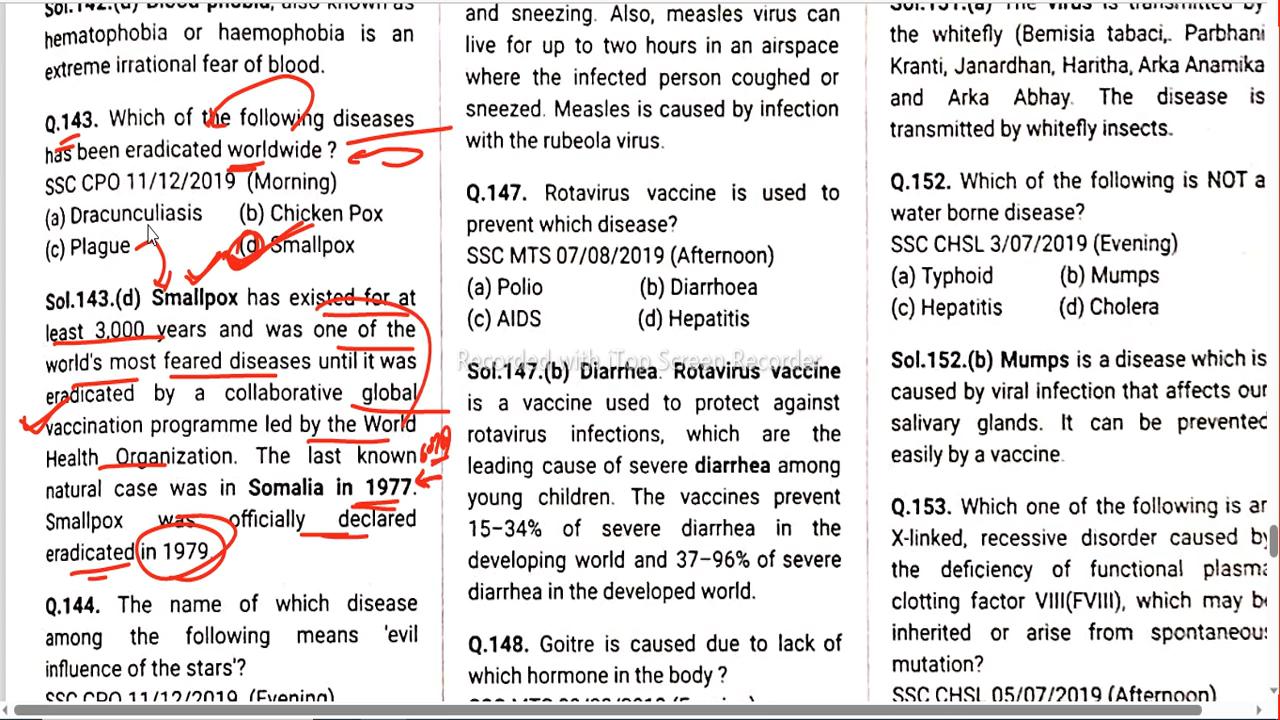 Sol.142.(d) Blood phobia, also known as
hematophobia or haemophobia is an
extreme irrational fear of blood.
Q.143. Which of the following diseases
has been eradicated worldwide ?
SSC CPO 11/12/2019 (Morning)
(a) Dracunculiasis (b) Chicken Pox
(c) Plague (d) Smallpox
Sol.143.(d) Smallpox has existed for at
least 3,000 years and was one of the
world's most feared diseases until it was
eradicated by a collaborative global
vaccination programme led by the World
Health Organization. The last known
natural case was in Somalia in 1977.
Smallpox was officially declared
eradicated in 1979
Q.144. The name of which disease
among the following means 'evil
influence of the stars'?
SSC CPO 11/12/2019 (Evening)
and sneezing. Also, measles virus can
live for up to two hours in an airspace
where the infected person coughed or
sneezed. Measles is caused by infection
with the rubeola virus.
Q.147. Rotavirus vaccine is used to
prevent which disease?
SSC MTS 07/08/2019 (Afternoon)
(a) Polio (b) Diarrhoea
(c) AIDS (d) Hepatitis
Recorded with iTop Screen Recorder
Sol.147.(b) Diarrhea. Rotavirus vaccine
is a vaccine used to protect against
rotavirus infections, which are the
leading cause of severe diarrhea among
young children. The vaccines prevent
15–34% of severe diarrhea in the
developing world and 37–96% of severe
diarrhea in the developed world.
Q.148. Goitre is caused due to lack of
which hormone in the body ?
Sol.151.(a) The virus is transmitted by
the whitefly (Bemisia tabaci,. Parbhani
Kranti, Janardhan, Haritha, Arka Anamika
and Arka Abhay. The disease is
transmitted by whitefly insects.
Q.152. Which of the following is NOT a
water borne disease?
SSC CHSL 3/07/2019 (Evening)
(a) Typhoid (b) Mumps
(c) Hepatitis (d) Cholera
Sol.152.(b) Mumps is a disease which is
caused by viral infection that affects our
salivary glands. It can be prevented
easily by a vaccine.
Q.153. Which one of the following is an
X-linked, recessive disorder caused by
the deficiency of functional plasma
clotting factor VIII(FVIII), which may be
inherited or arise from spontaneous
mutation?
SSC CHSL 05/07/2019 (Afternoon)